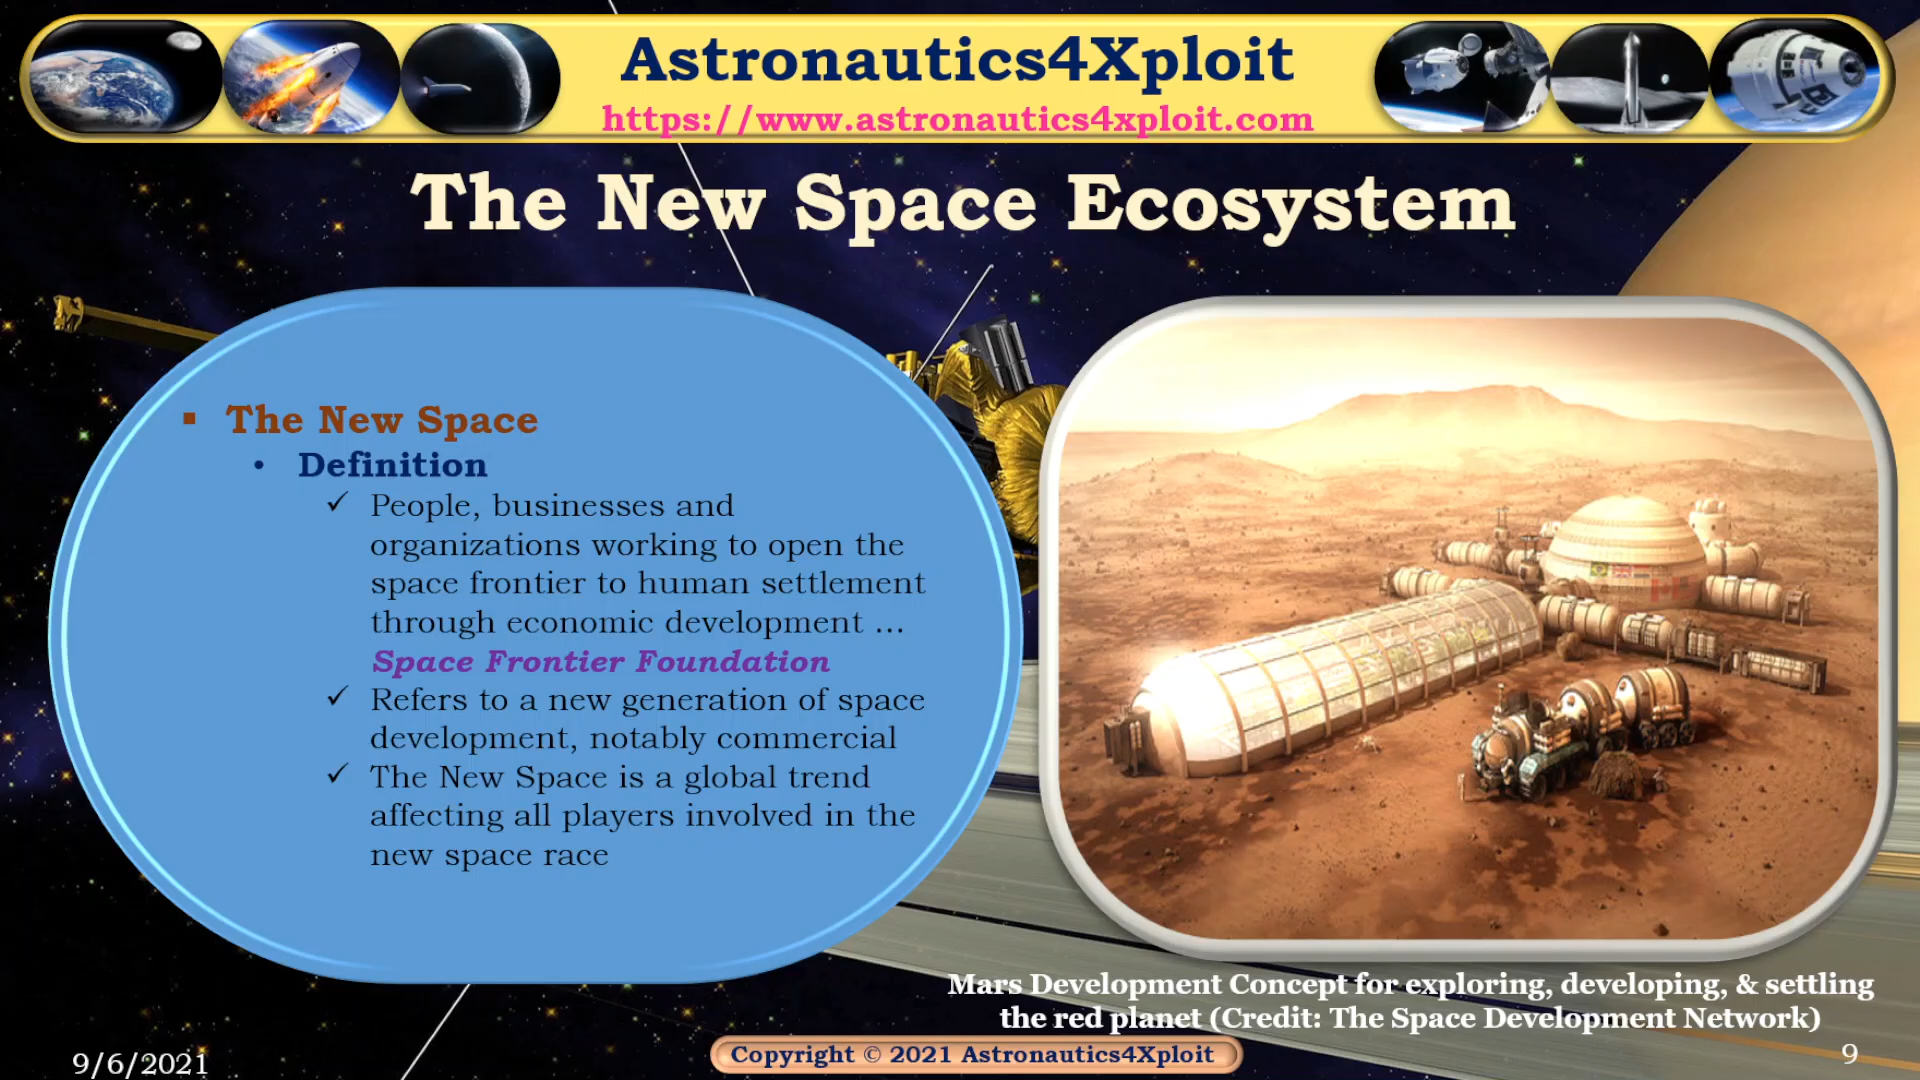 Astronautics4Xploit
https://www.astronautics4xploit.com
The New Space Ecosystem
▪ The New Space
• Definition
✓ People, businesses and
organizations working to open the
space frontier to human settlement
through economic development ...
Space Frontier Foundation
✓ Refers to a new generation of space
development, notably commercial
✓ The New Space is a global trend
affecting all players involved in the
new space race
Mars Development Concept for exploring, developing, & settling
the red planet (Credit: The Space Development Network)
9/6/2021
Copyright © 2021 Astronautics4Xploit
9